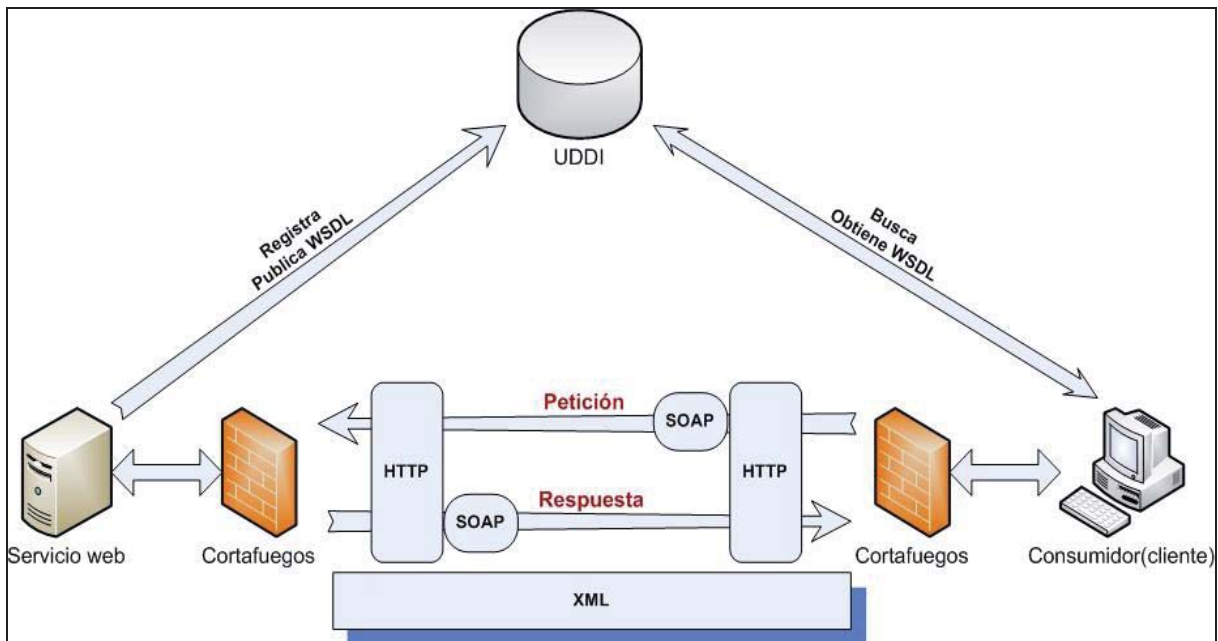 UDDI
Registra
Publica WSDL
Busca
Obtiene WSDL
Petición
SOAP
HTTP
HTTP
Respuesta
SOAP
Servicio web
Cortafuegos
Cortafuegos
Consumidor(cliente)
XML